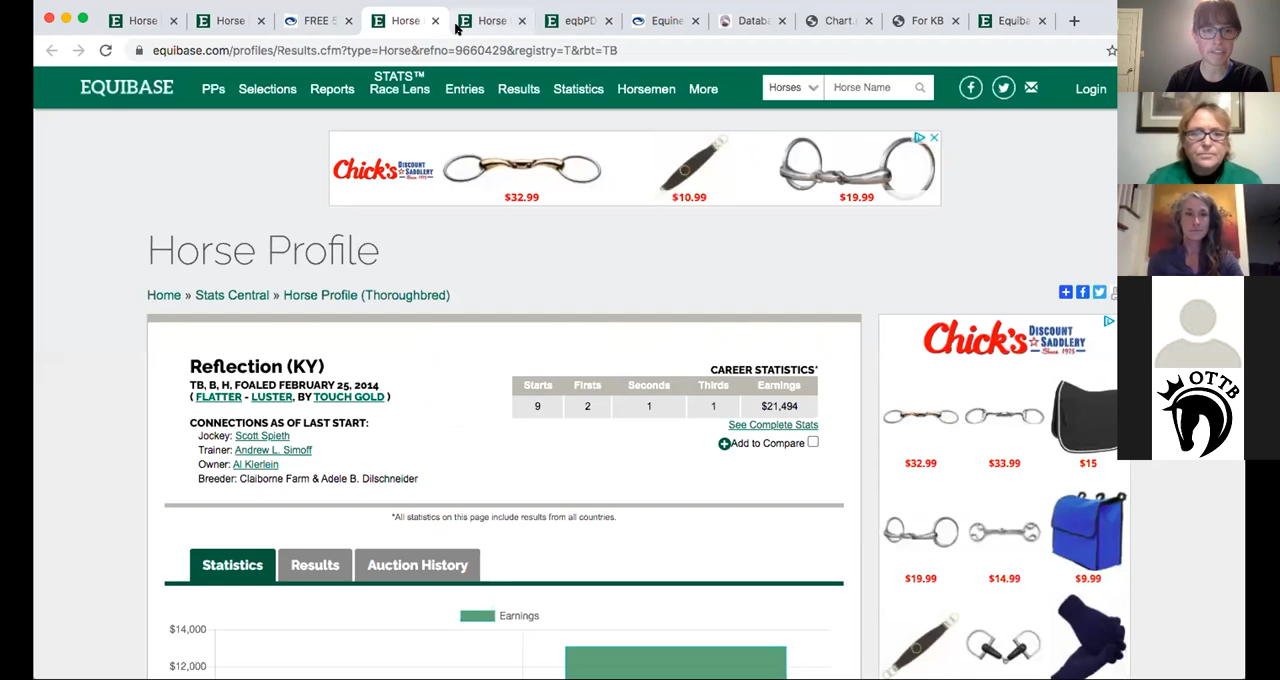 Horse
Horse
FREE 5
Horse
Horse
eqbPD
Equine
Databa
Chart.
For KB
Equiba
equibase.com/profiles/Results.cfm?type=Horse&refno=9660429&registry=T&rbt=TB
EQUIBASE
PPs
Selections
Reports
STATS™
Race Lens
Entries
Results
Statistics
Horsemen
More
Horses
Horse Name
Login
Chick's DISCOUNT SADDLERY
$32.99
$10.99
$19.99
Horse Profile
Home » Stats Central » Horse Profile (Thoroughbred)
Reflection (KY)
TB, B, H, FOALED FEBRUARY 25, 2014
( FLATTER - LUSTER, BY TOUCH GOLD )
CONNECTIONS AS OF LAST START:
Jockey: Scott Spieth
Trainer: Andrew L. Simoff
Owner: Al Klerlein
Breeder: Claiborne Farm & Adele B. Dilschneider
CAREER STATISTICS*
Starts Firsts Seconds Thirds Earnings
9 2 1 1 $21,494
See Complete Stats
Add to Compare
*All statistics on this page include results from all countries.
Statistics
Results
Auction History
Earnings
$14,000
$12,000
Chick's DISCOUNT SADDLERY
$32.99
$33.99
$15
$19.99
$14.99
$9.99
OTTB